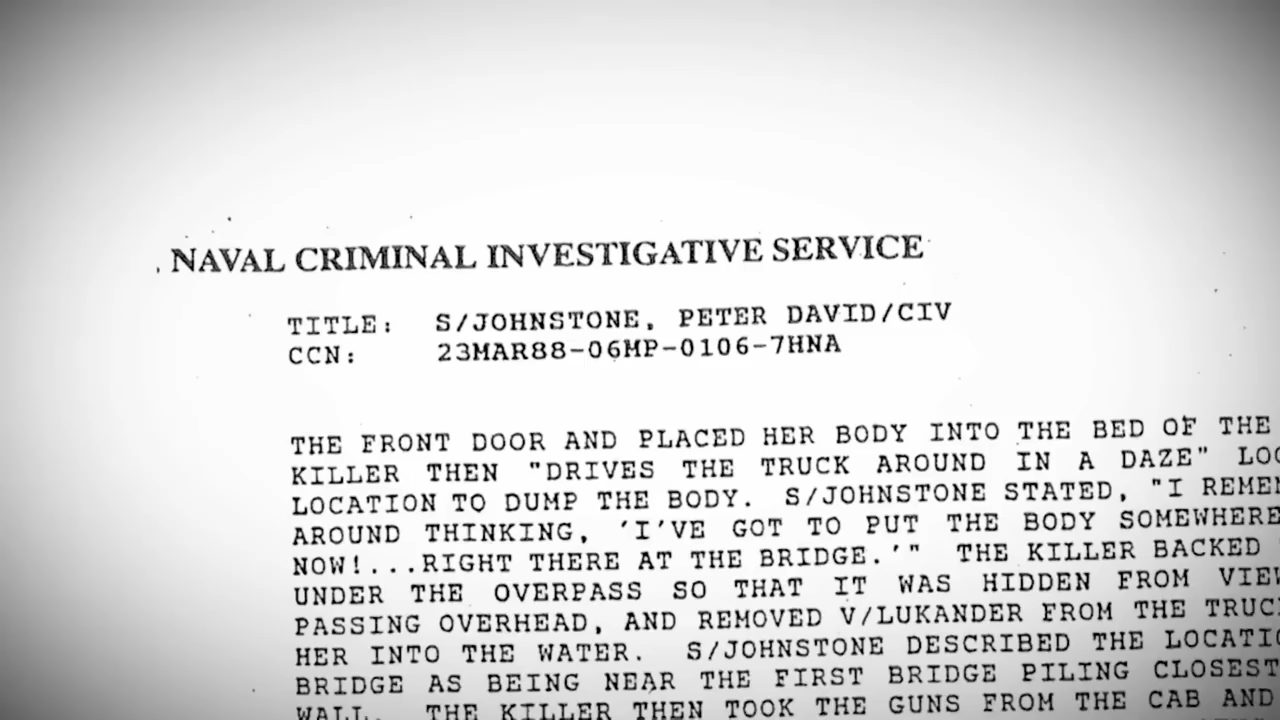 NAVAL CRIMINAL INVESTIGATIVE SERVICE
TITLE: S/JOHNSTONE, PETER DAVID/CIV
CCN: 23MAR88-06MP-0106-7HNA
THE FRONT DOOR AND PLACED HER BODY INTO THE BED OF THE
KILLER THEN "DRIVES THE TRUCK AROUND IN A DAZE"
LOCATION TO DUMP THE BODY. S/JOHNSTONE STATED, "I
AROUND THINKING, 'I'VE GOT TO PUT THE BODY SOMEWHERE
NOW!...RIGHT THERE AT THE BRIDGE.'" THE KILLER BACKED
UNDER THE OVERPASS SO THAT IT WAS HIDDEN FROM
PASSING OVERHEAD, AND REMOVED V/LUKANDER FROM THE
HER INTO THE WATER. S/JOHNSTONE DESCRIBED THE
BRIDGE AS BEING NEAR THE FIRST BRIDGE PILING CLOSEST
WALL. THE KILLER THEN TOOK THE GUNS FROM THE CAB AND